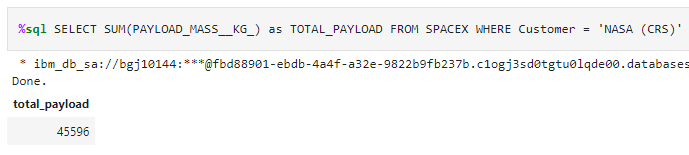 %sql SELECT SUM(PAYLOAD_MASS__KG_) as TOTAL_PAYLOAD FROM SPACEX WHERE Customer = 'NASA (CRS)'
* ibm_db_sa://bgj10144:***@fbd88901-ebdb-4a4f-a32e-9822b9fb237b.c1ogj3sd0tgtu0lqde00.databases
Done.
total_payload
45596